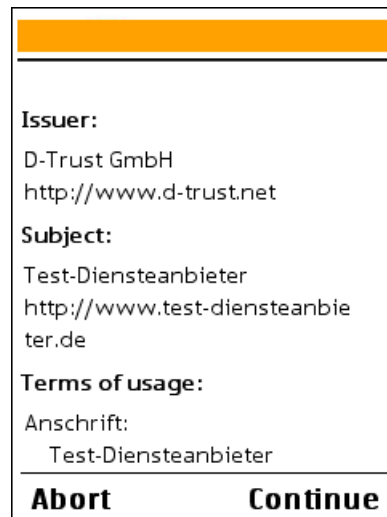 Issuer:
D-Trust GmbH
http://www.d-trust.net
Subject:
Test-Diensteanbieter
http://www.test-diensteanbie
ter.de
Terms of usage:
Anschrift:
Test-Diensteanbieter
Abort Continue